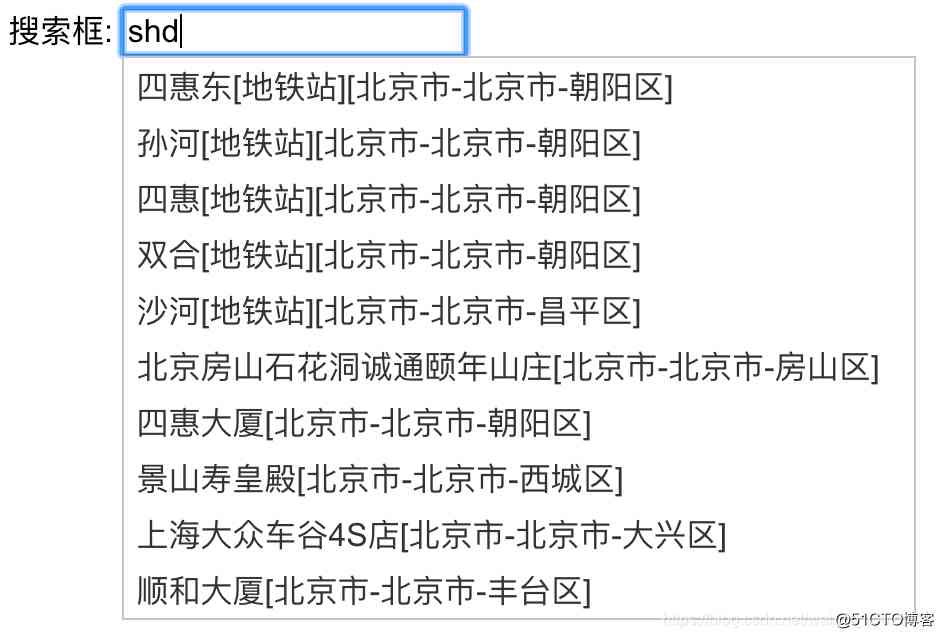 搜索框: shd
四惠东[地铁站][北京市-北京市-朝阳区]
孙河[地铁站][北京市-北京市-朝阳区]
四惠[地铁站][北京市-北京市-朝阳区]
双合[地铁站][北京市-北京市-朝阳区]
沙河[地铁站][北京市-北京市-昌平区]
北京房山石花洞诚通颐年山庄[北京市-北京市-房山区]
四惠大厦[北京市-北京市-朝阳区]
景山寿皇殿[北京市-北京市-西城区]
上海大众车谷4S店[北京市-北京市-大兴区]
顺和大厦[北京市-北京市-丰台区]
@51CTO博客